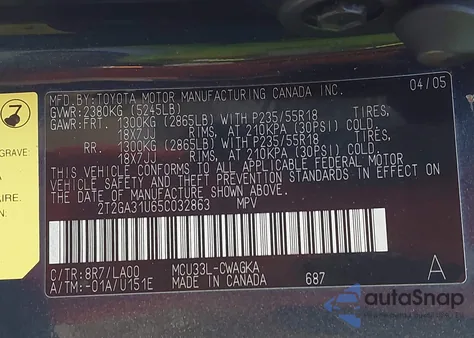 04/05
MFD.BY: TOYOTA MOTOR MANUFACTURING CANADA INC.
GVWR: 2380KG (5245LB)
GAWR: FRT. 1300KG (2865LB) WITH P235/55R18 TIRES,
18X7JJ RIMS, AT 210KPA (30PSI) COLD.
RR. 1300KG (2865LB) WITH P235/55R18 TIRES,
18X7JJ RIMS, AT 210KPA (30PSI) COLD.
THIS VEHICLE CONFORMS TO ALL APPLICABLE FEDERAL MOTOR
VEHICLE SAFETY STANDARDS IN EFFECT ON
THE DATE OF MANUFACTURE SHOWN ABOVE.
2T2GA31U65C032863 MPV
C/TR: 8R7/LA00 MCU33L-CWAGKA
A/TM: -01A/U151E MADE IN CANADA 687 A
7
GRAVE
autoSnap